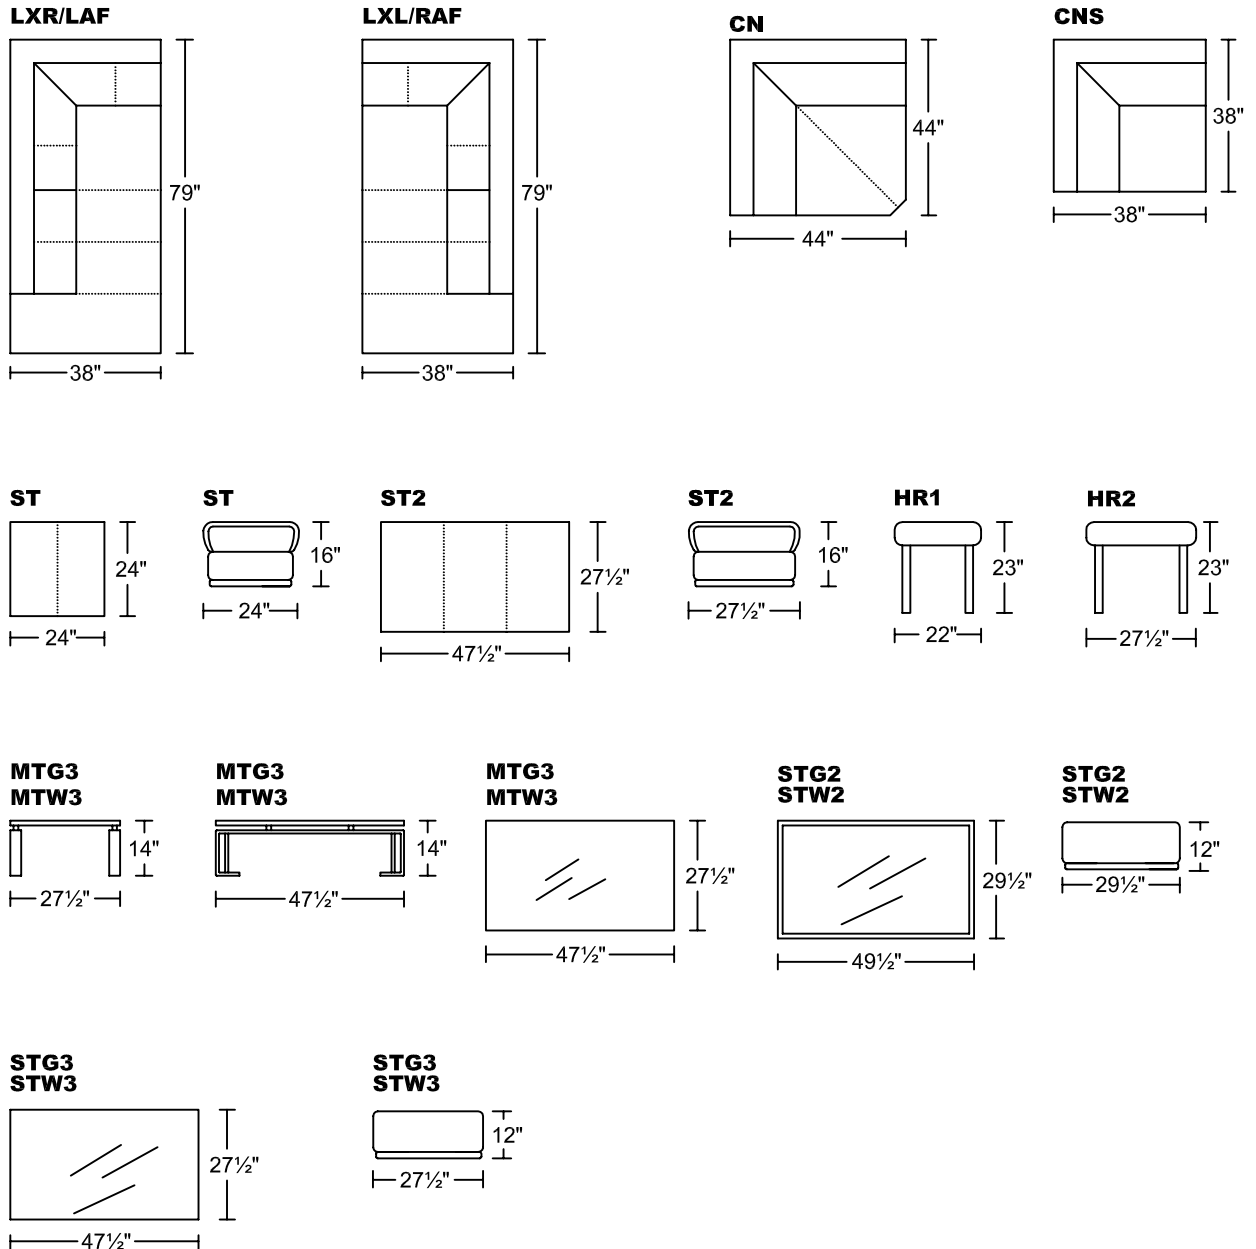 LXR/LAF
79"
38"
LXL/RAF
79"
38"
CN
44"
44"
CNS
38"
38"
ST
24"
24"
ST
16"
24"
ST2
27½"
47½"
ST2
16"
27½"
HR1
23"
22"
HR2
23"
27½"
MTG3
MTW3
14"
27½"
MTG3
MTW3
14"
47½"
MTG3
MTW3
27½"
47½"
STG2
STW2
29½"
49½"
STG2
STW2
12"
29½"
STG3
STW3
27½"
47½"
STG3
STW3
12"
27½"